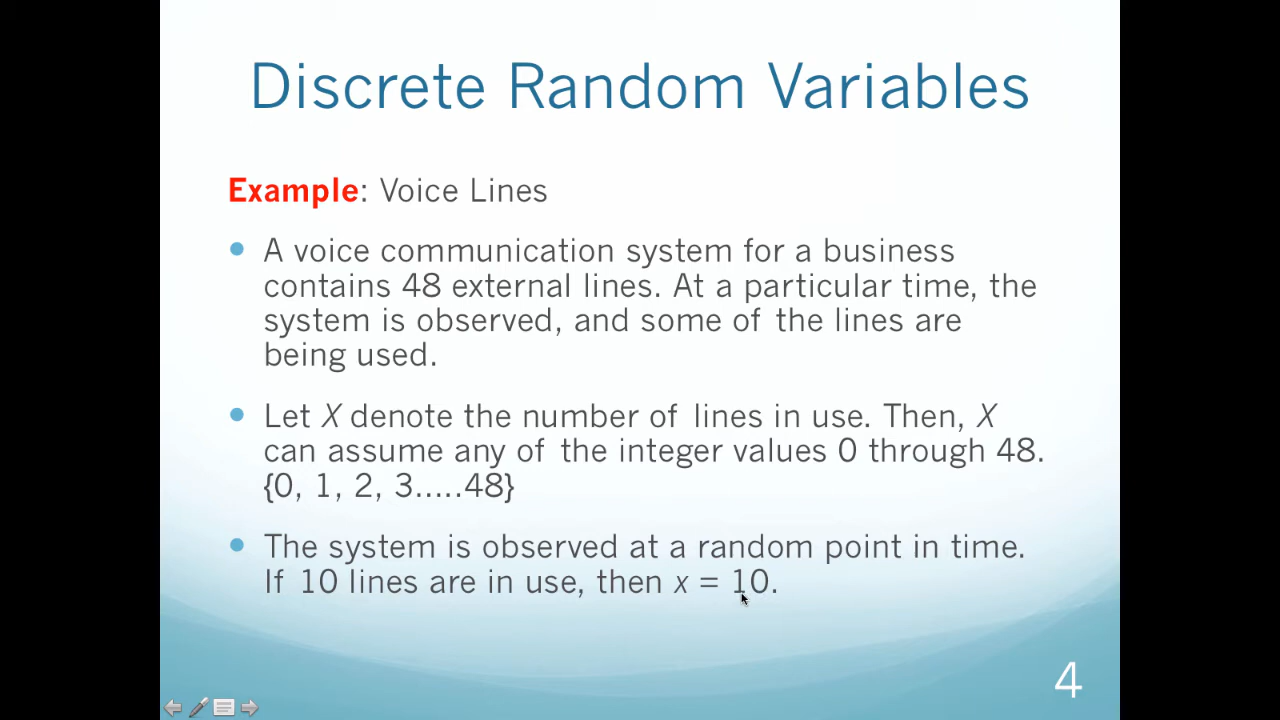 Discrete Random Variables
Example: Voice Lines
• A voice communication system for a business
contains 48 external lines. At a particular time, the
system is observed, and some of the lines are
being used.
• Let X denote the number of lines in use. Then, X
can assume any of the integer values 0 through 48.
{0, 1, 2, 3.....48}
• The system is observed at a random point in time.
If 10 lines are in use, then x = 10.
4